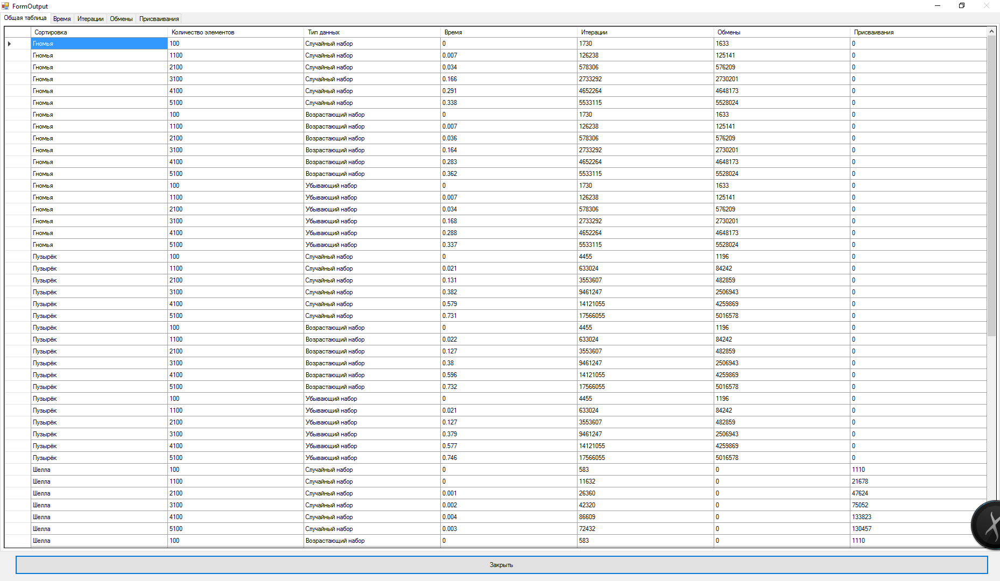 FormOutput
Общая таблица Время Итерации Обмены Присваивания
Сортировка Количество элементов Тип данных Время Итерации Обмены Присваивания
Гномья 100 Случайный набор 0 1730 1633 0
Гномья 1100 Случайный набор 0.007 126238 125141 0
Гномья 2100 Случайный набор 0.034 578306 576209 0
Гномья 3100 Случайный набор 0.166 2733292 2730201 0
Гномья 4100 Случайный набор 0.291 4652264 4648173 0
Гномья 5100 Случайный набор 0.338 5533115 5528024 0
Гномья 100 Возрастающий набор 0 1730 1633 0
Гномья 1100 Возрастающий набор 0.007 126238 125141 0
Гномья 2100 Возрастающий набор 0.036 578306 576209 0
Гномья 3100 Возрастающий набор 0.164 2733292 2730201 0
Гномья 4100 Возрастающий набор 0.283 4652264 4648173 0
Гномья 5100 Возрастающий набор 0.362 5533115 5528024 0
Гномья 100 Убывающий набор 0 1730 1633 0
Гномья 1100 Убывающий набор 0.007 126238 125141 0
Гномья 2100 Убывающий набор 0.034 578306 576209 0
Гномья 3100 Убывающий набор 0.168 2733292 2730201 0
Гномья 4100 Убывающий набор 0.288 4652264 4648173 0
Гномья 5100 Убывающий набор 0.337 5533115 5528024 0
Пузырёк 100 Случайный набор 0 4455 1196 0
Пузырёк 1100 Случайный набор 0.021 633024 84242 0
Пузырёк 2100 Случайный набор 0.131 3553607 482859 0
Пузырёк 3100 Случайный набор 0.382 9461247 2506943 0
Пузырёк 4100 Случайный набор 0.579 14121055 4259869 0
Пузырёк 5100 Случайный набор 0.731 17566055 5016578 0
Пузырёк 100 Возрастающий набор 0 4455 1196 0
Пузырёк 1100 Возрастающий набор 0.022 633024 84242 0
Пузырёк 2100 Возрастающий набор 0.127 3553607 482859 0
Пузырёк 3100 Возрастающий набор 0.38 9461247 2506943 0
Пузырёк 4100 Возрастающий набор 0.596 14121055 4259869 0
Пузырёк 5100 Возрастающий набор 0.732 17566055 5016578 0
Пузырёк 100 Убывающий набор 0 4455 1196 0
Пузырёк 1100 Убывающий набор 0.021 633024 84242 0
Пузырёк 2100 Убывающий набор 0.127 3553607 482859 0
Пузырёк 3100 Убывающий набор 0.379 9461247 2506943 0
Пузырёк 4100 Убывающий набор 0.577 14121055 4259869 0
Пузырёк 5100 Убывающий набор 0.746 17566055 5016578 0
Шелла 100 Случайный набор 0 583 0 1110
Шелла 1100 Случайный набор 0 11632 0 21678
Шелла 2100 Случайный набор 0.001 26360 0 47624
Шелла 3100 Случайный набор 0.002 42320 0 75052
Шелла 4100 Случайный набор 0.004 86609 0 133823
Шелла 5100 Случайный набор 0.003 72432 0 130457
Шелла 100 Возрастающий набор 0 583 0 1110
Закрыть